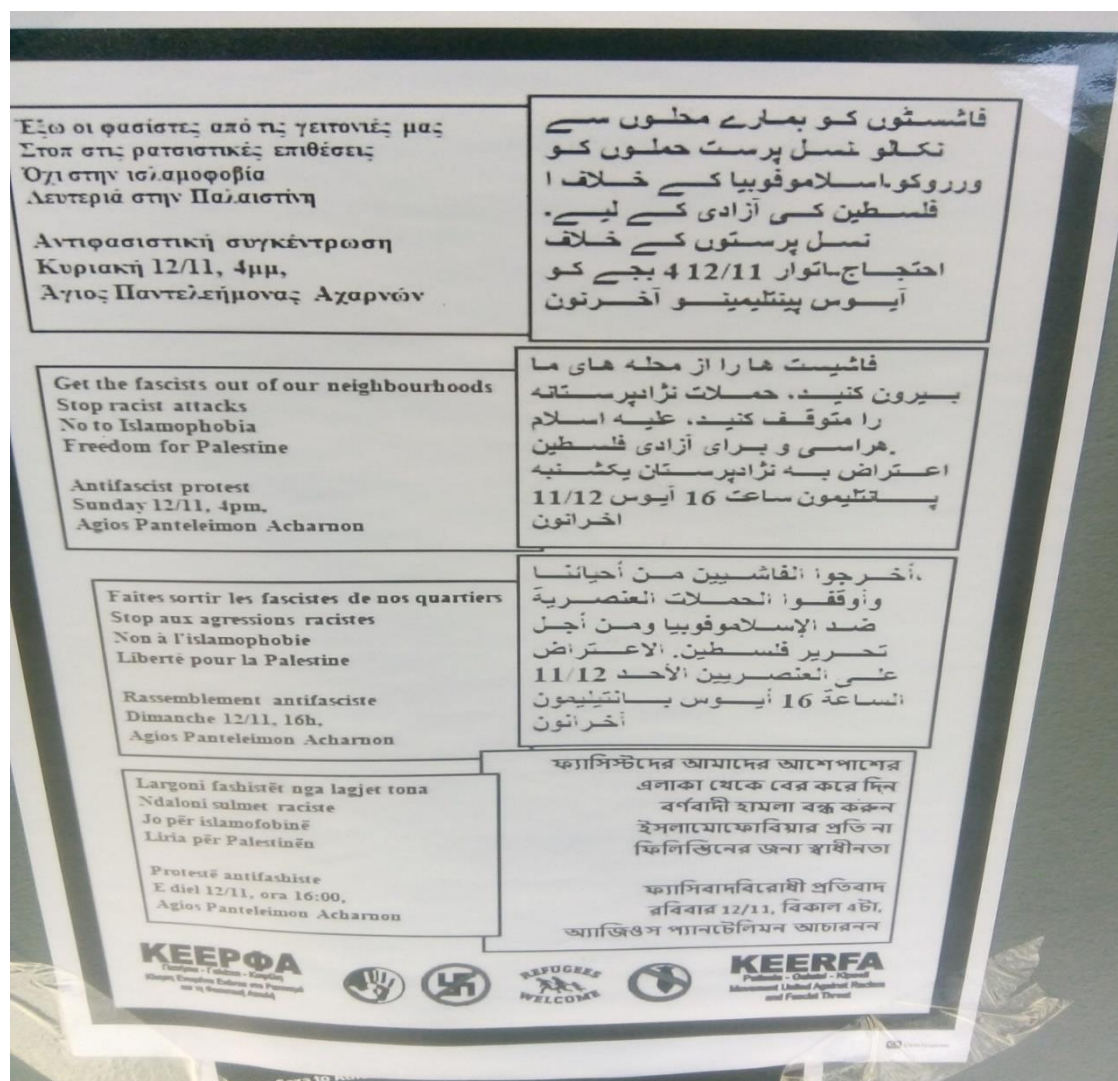 Έξω οι φασίστες από τις γειτονιές μας
Στοπ στις ρατσιστικές επιθέσεις
Όχι στην ισλαμοφοβία
Λευτεριά στην Παλαιστίνη
Αντιφασιστική συγκέντρωση
Κυριακή 12/11, 4μμ,
Άγιος Παντελεήμονας Αχαρνών
فاشسٹوں کو ہمارے محلوں سے
نکالو نسل پرست حملوں کو
ورروکو.اسلاموفوبیا کے خلاف ا
فلسطین کی آزادی کے لیے.
نسل پرستوں کے خلاف
احتجاج.اتوار 12/11 4 بجے کو
آیوس پینتیلیمینو آخرنون
Get the fascists out of our neighbourhoods
Stop racist attacks
No to Islamophobia
Freedom for Palestine
Antifascist protest
Sunday 12/11, 4pm,
Agios Panteleimon Acharnon
فاشیست ها را از محله های ما
بیرون کنید، حملات نژادپرستانه
را متوقف کنید، علیه اسلام
.هراسی و برای آزادی فلسطین
اعتراض به نژادپرستان یکشنبه
11/12 پانتلیمون ساعت 16 آیوس
اخرانون
Faites sortir les fascistes de nos quartiers
Stop aux agressions racistes
Non à l'islamophobie
Liberté pour la Palestine
Rassemblement antifasciste
Dimanche 12/11, 16h,
Agios Panteleimon Acharnon
،أخرجوا الفاشيين من أحيائنا
وأوقفوا الحملات العنصرية
ضد الإسلاموفوبيا ومن أجل
تحرير فلسطين. الاعتراض
على العنصريين الأحد 11/12
الساعة 16 أيوس بانتيليمون
أخرانون
Largoni fashistët nga lagjet tona
Ndaloni sulmet raciste
Jo për islamofobinë
Liria për Palestinën
Protestë antifashiste
E diel 12/11, ora 16:00,
Agios Panteleimon Acharnon
ফ্যাসিস্টদের আমাদের আশেপাশের
এলাকা থেকে বের করে দিন
বর্ণবাদী হামলা বন্ধ করুন
ইসলামোফোবিয়ার প্রতি না
ফিলিস্তিনের জন্য স্বাধীনতা
ফ্যাসিবাদবিরোধী প্রতিবাদ
রবিবার 12/11, বিকাল 4টা,
অ্যাজিওস প্যানটেলিমন আচারনন
ΚΕΕΡΦΑ
REFUGEES
WELCOME
KEERFA
Movement United Against Racism
and Fascist Threat